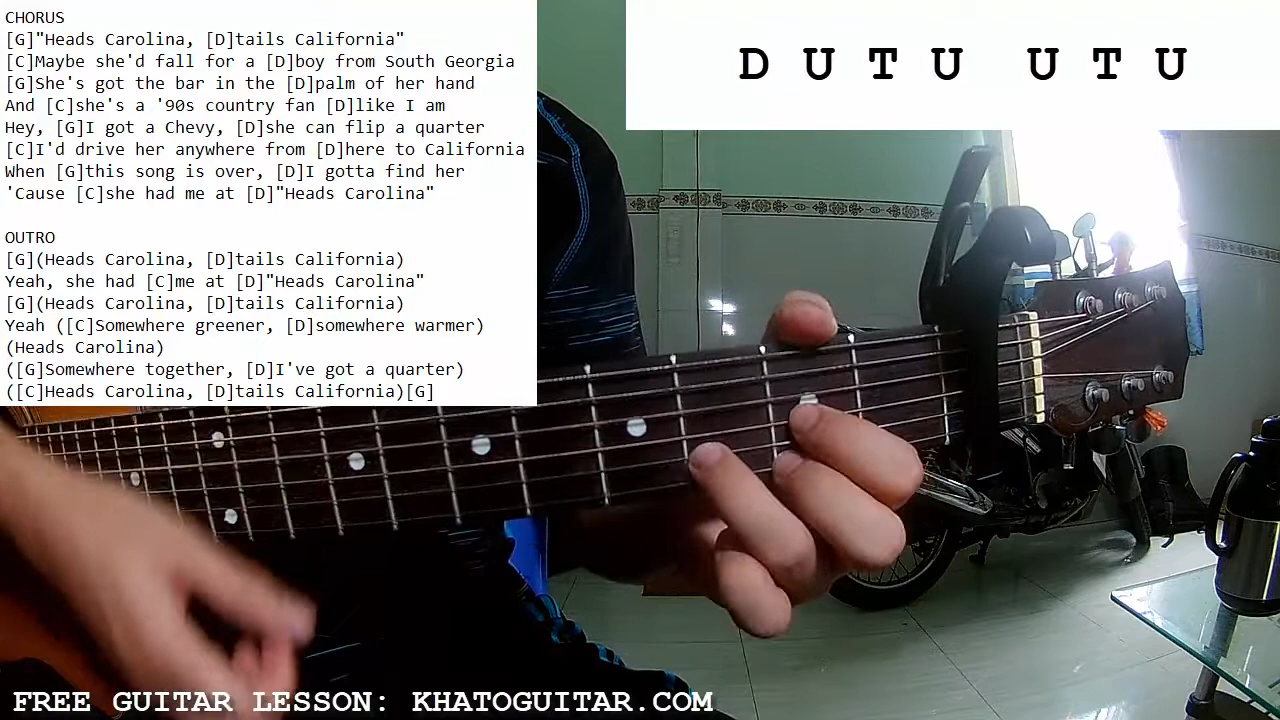 CHORUS
[G]"Heads Carolina, [D]tails California"
[C]Maybe she'd fall for a [D]boy from South Georgia
[G]She's got the bar in the [D]palm of her hand
And [C]she's a '90s country fan [D]like I am
Hey, [G]I got a Chevy, [D]she can flip a quarter
[C]I'd drive her anywhere from [D]here to California
When [G]this song is over, [D]I gotta find her
'Cause [C]she had me at [D]"Heads Carolina"
OUTRO
[G](Heads Carolina, [D]tails California)
Yeah, she had [C]me at [D]"Heads Carolina"
[G](Heads Carolina, [D]tails California)
Yeah ([C]Somewhere greener, [D]somewhere warmer)
(Heads Carolina)
([G]Somewhere together, [D]I've got a quarter)
([C]Heads Carolina, [D]tails California)[G]
D U T U U T U
FREE GUITAR LESSON: KHATOGUITAR.COM